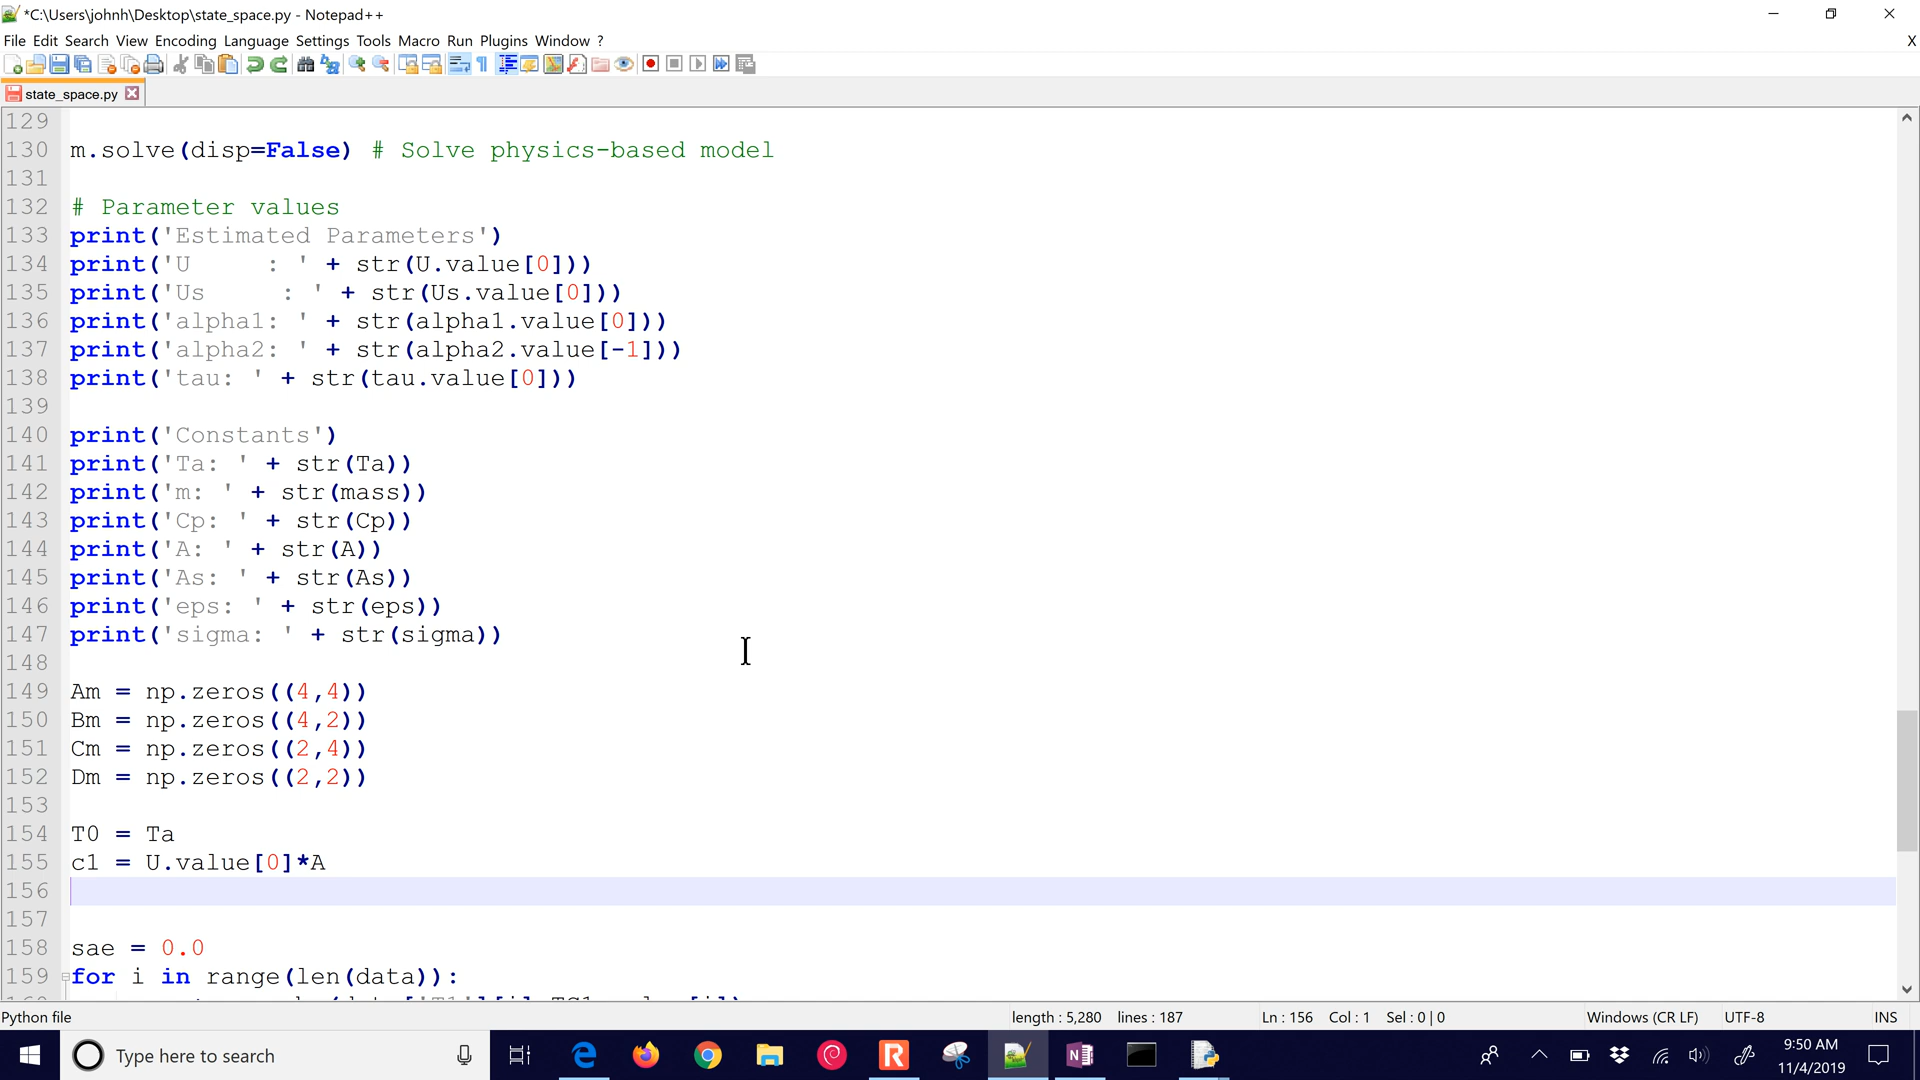 *C:\Users\johnh\Desktop\state_space.py - Notepad++
File Edit Search View Encoding Language Settings Tools Macro Run Plugins Window ?
X
state_space.py
129
130 m.solve(disp=False) # Solve physics-based model
131
132 # Parameter values
133 print('Estimated Parameters')
134 print('U     : ' + str(U.value[0]))
135 print('Us     : ' + str(Us.value[0]))
136 print('alpha1: ' + str(alpha1.value[0]))
137 print('alpha2: ' + str(alpha2.value[-1]))
138 print('tau: ' + str(tau.value[0]))
139
140 print('Constants')
141 print('Ta: ' + str(Ta))
142 print('m: ' + str(mass))
143 print('Cp: ' + str(Cp))
144 print('A: ' + str(A))
145 print('As: ' + str(As))
146 print('eps: ' + str(eps))
147 print('sigma: ' + str(sigma))
148
149 Am = np.zeros((4,4))
150 Bm = np.zeros((4,2))
151 Cm = np.zeros((2,4))
152 Dm = np.zeros((2,2))
153
154 T0 = Ta
155 c1 = U.value[0]*A
156
157
158 sae = 0.0
159 for i in range(len(data)):
Python file length : 5,280 lines : 187 Ln : 156 Col : 1 Sel : 0 | 0 Windows (CR LF) UTF-8 INS
Type here to search
9:50 AM
11/4/2019